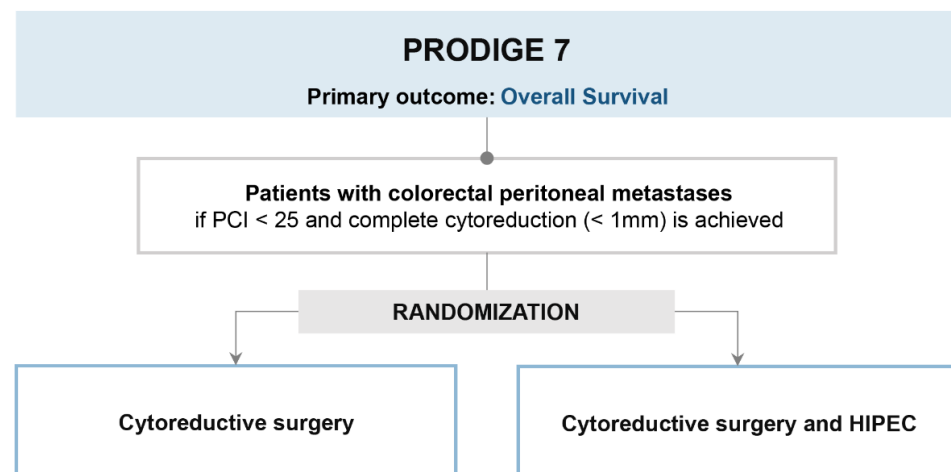 PRODIGE 7
Primary outcome: Overall Survival
Patients with colorectal peritoneal metastases
if PCI < 25 and complete cytoreduction (< 1mm) is achieved
RANDOMIZATION
Cytoreductive surgery
Cytoreductive surgery and HIPEC